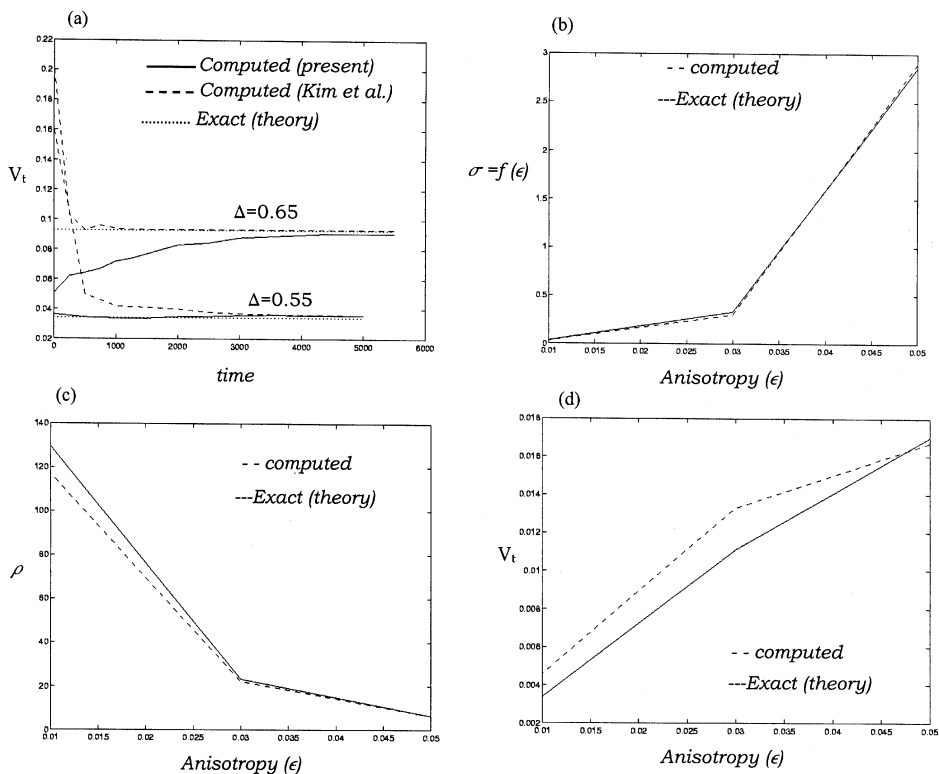 (a)
0.22
0.2
0.18
0.16
0.14
0.12
0.1
0.08
0.06
0.04
0.02
V_t
Computed (present)
Computed (Kim et al.)
Exact (theory)
Δ=0.65
Δ=0.55
0 1000 2000 3000 4000 5000 6000
time
(b)
3
2.5
2
1.5
1
0.5
0
σ =f (ϵ)
computed
Exact (theory)
0.01 0.015 0.02 0.025 0.03 0.035 0.04 0.045 0.05
Anisotropy (ϵ)
(c)
140
120
100
80
60
40
20
0
ρ
computed
Exact (theory)
0.01 0.015 0.02 0.025 0.03 0.035 0.04 0.045 0.05
Anisotropy (ϵ)
(d)
0.018
0.016
0.014
0.012
0.01
0.008
0.006
0.004
0.002
V_t
computed
Exact (theory)
0.01 0.015 0.02 0.025 0.03 0.035 0.04 0.045 0.05
Anisotropy (ϵ)